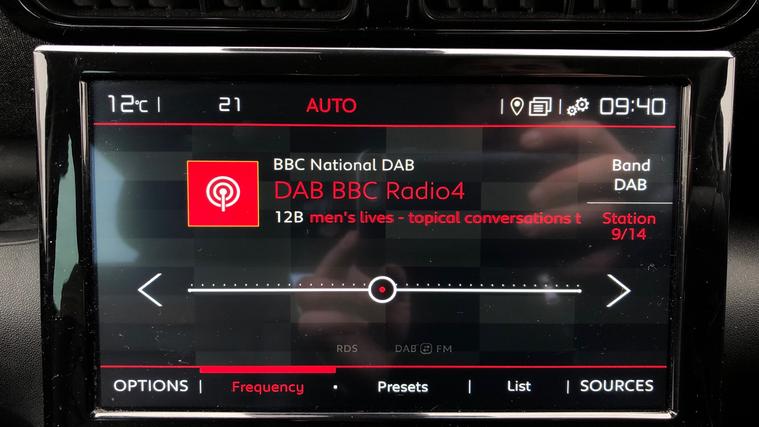 12°C | 21 AUTO | | 09:40
BBC National DAB
DAB BBC Radio4
12B men's lives - topical conversations t
Band
DAB
Station
9/14
RDS DAB FM
OPTIONS | Frequency • Presets | List | SOURCES